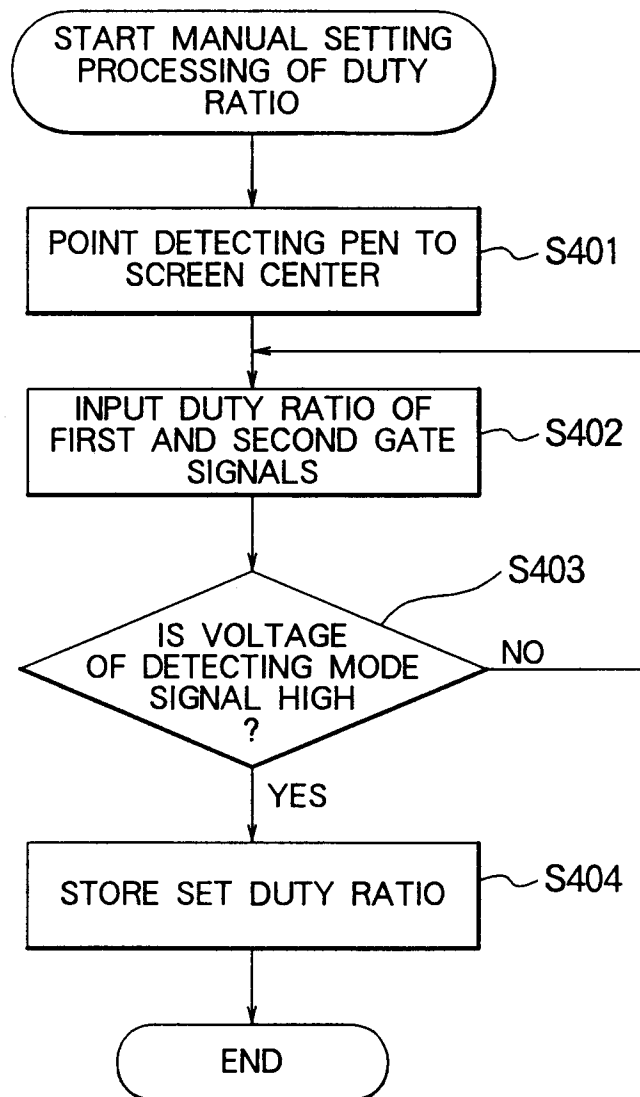 START MANUAL SETTING
PROCESSING OF DUTY
RATIO
POINT DETECTING PEN TO
SCREEN CENTER
S401
INPUT DUTY RATIO OF
FIRST AND SECOND GATE
SIGNALS
S402
S403
IS VOLTAGE
OF DETECTING MODE
SIGNAL HIGH
?
NO
YES
STORE SET DUTY RATIO
S404
END